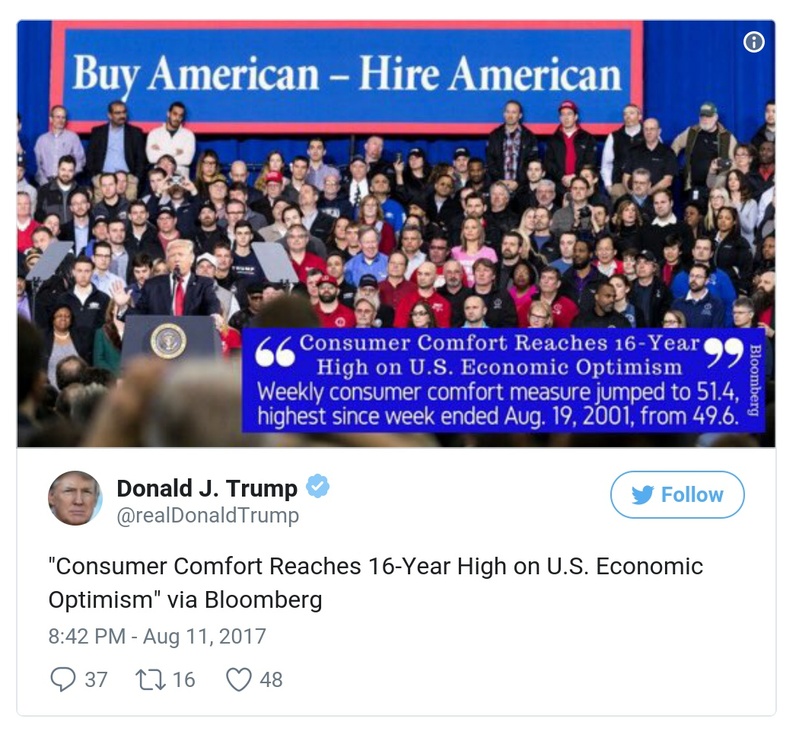 Buy American – Hire American
TRUMP
“ Consumer Comfort Reaches 16-Year ”
High on U.S. Economic Optimism
Weekly consumer comfort measure jumped to 51.4,
highest since week ended Aug. 19, 2001, from 49.6.
Bloomberg
Donald J. Trump
@realDonaldTrump
Follow
"Consumer Comfort Reaches 16-Year High on U.S. Economic
Optimism" via Bloomberg
8:42 PM - Aug 11, 2017
37 16 48